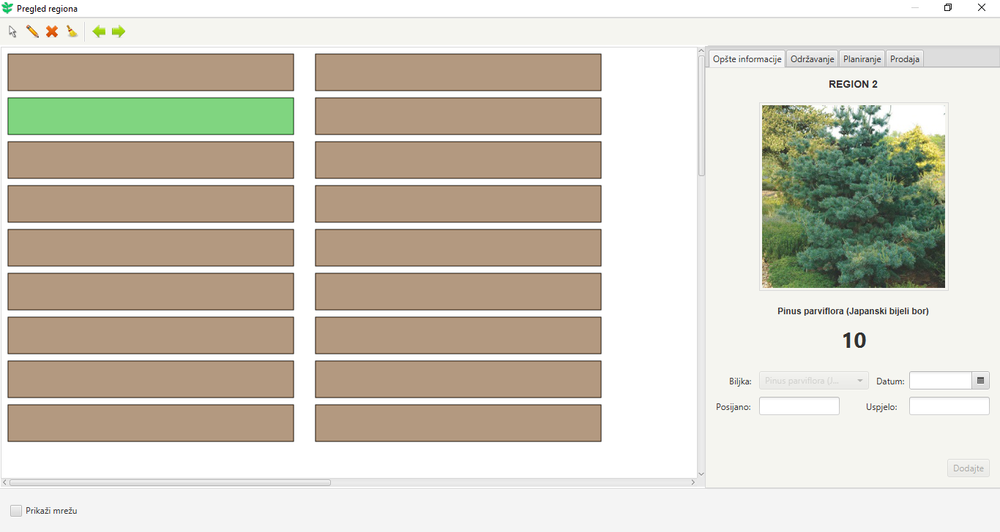 Pregled regiona
Opšte informacije Održavanje Planiranje Prodaja
REGION 2
Pinus parviflora (Japanski bijeli bor)
10
Biljka: Pinus parviflora (J... Datum:
Posijano: Uspjelo:
Dodajte
Prikaži mrežu